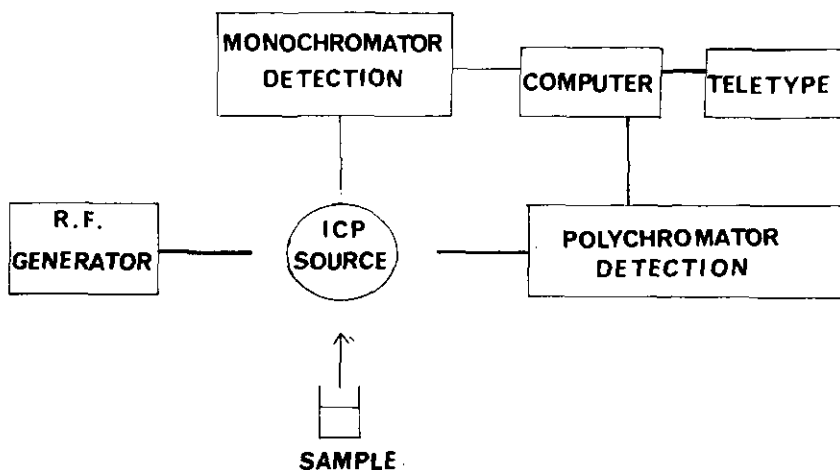 MONOCHROMATOR
DETECTION
COMPUTER
TELETYPE
R.F.
GENERATOR
ICP
SOURCE
POLYCHROMATOR
DETECTION
SAMPLE